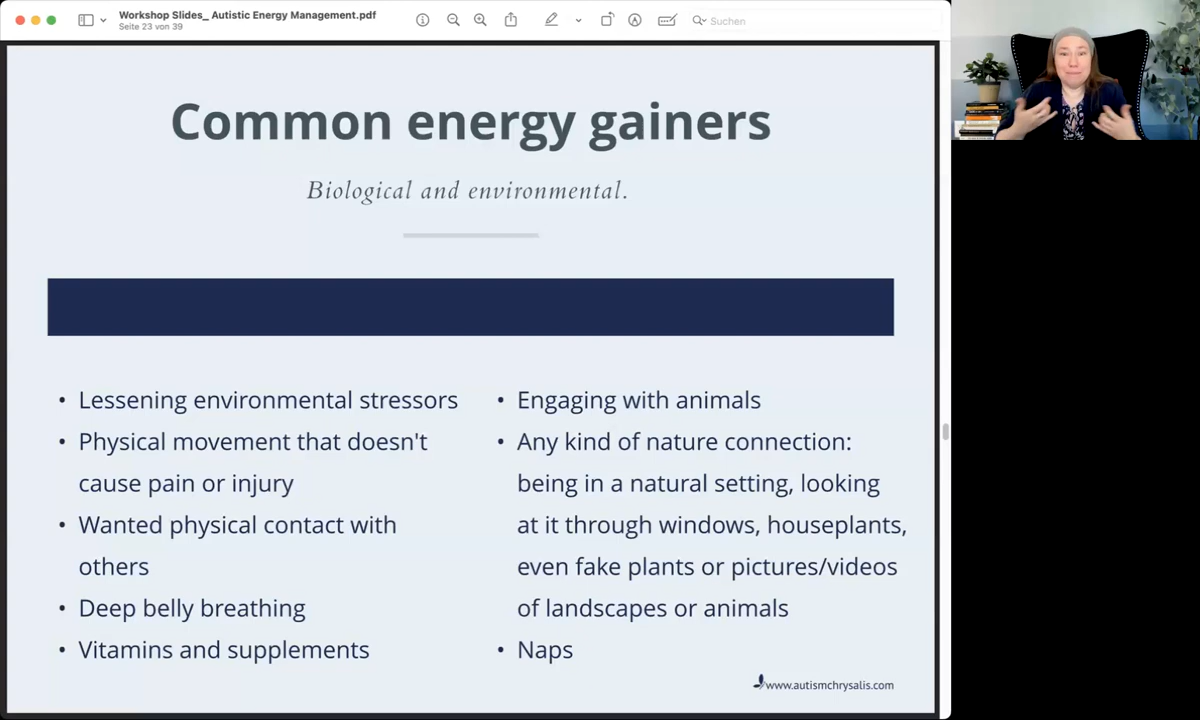 Workshop Slides_ Autistic Energy Management.pdf
Seite 23 von 39
Suchen
Common energy gainers
Biological and environmental.
• Lessening environmental stressors
• Physical movement that doesn't
cause pain or injury
• Wanted physical contact with
others
• Deep belly breathing
• Vitamins and supplements
• Engaging with animals
• Any kind of nature connection:
being in a natural setting, looking
at it through windows, houseplants,
even fake plants or pictures/videos
of landscapes or animals
• Naps
www.autismchrysalis.com